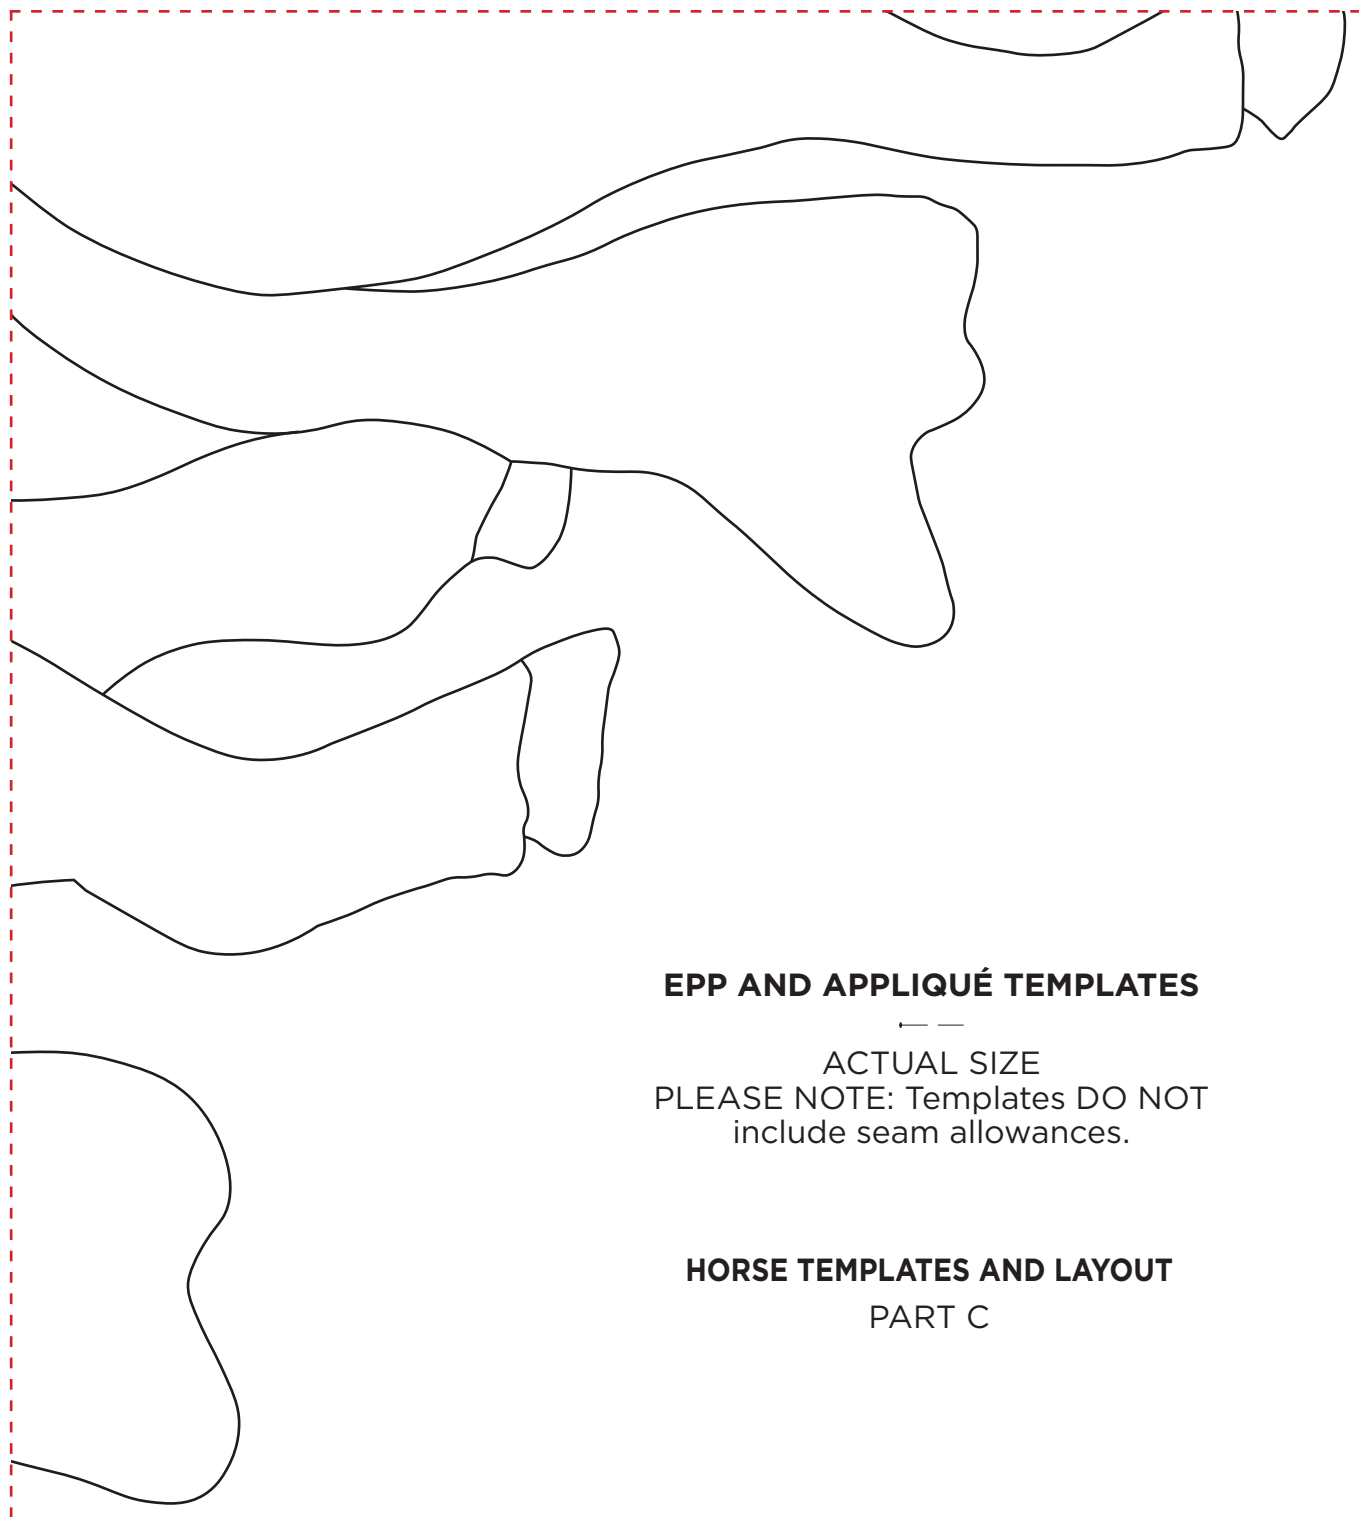 EPP AND APPLIQUÉ TEMPLATES
ACTUAL SIZE
PLEASE NOTE: Templates DO NOT
include seam allowances.
HORSE TEMPLATES AND LAYOUT
PART C